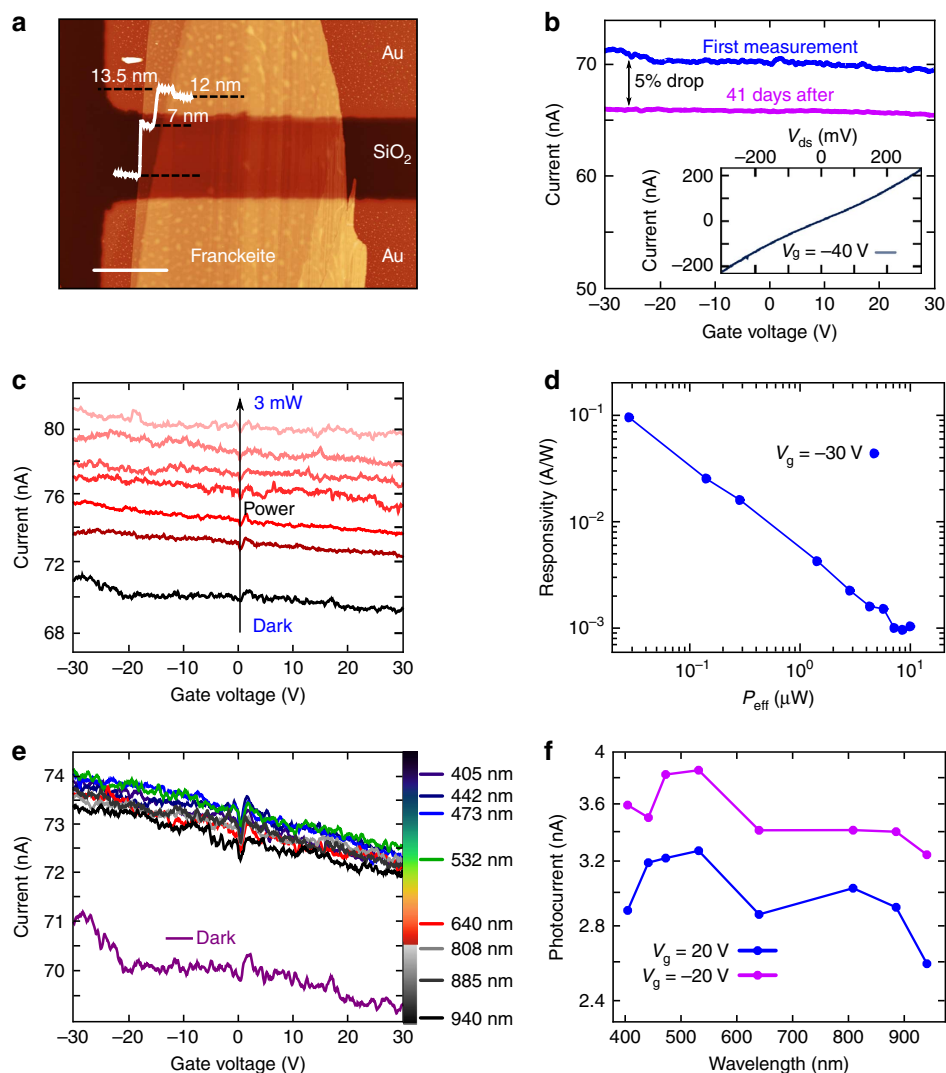 a
Au
13.5 nm
12 nm
7 nm
SiO2
Franckeite
Au
b
First measurement
5% drop
41 days after
Vds (mV)
−200 0 200
200
0
−200
Current (nA)
Vg = −40 V
70
65
60
55
50
Current (nA)
−30 −20 −10 0 10 20 30
Gate voltage (V)
c
3 mW
Power
Dark
80
76
72
68
Current (nA)
−30 −20 −10 0 10 20 30
Gate voltage (V)
d
Vg = −30 V
10−1
10−2
10−3
Responsivity (A/W)
10−1 100 101
Peff (μW)
e
74
73
72
71
70
Current (nA)
Dark
405 nm
442 nm
473 nm
532 nm
640 nm
808 nm
885 nm
940 nm
−30 −20 −10 0 10 20 30
Gate voltage (V)
f
4
3.6
3.2
2.8
2.4
Photocurrent (nA)
Vg = 20 V
Vg = −20 V
400 500 600 700 800 900
Wavelength (nm)